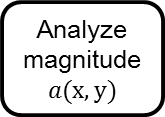 Analyze
magnitude
a(x, y)